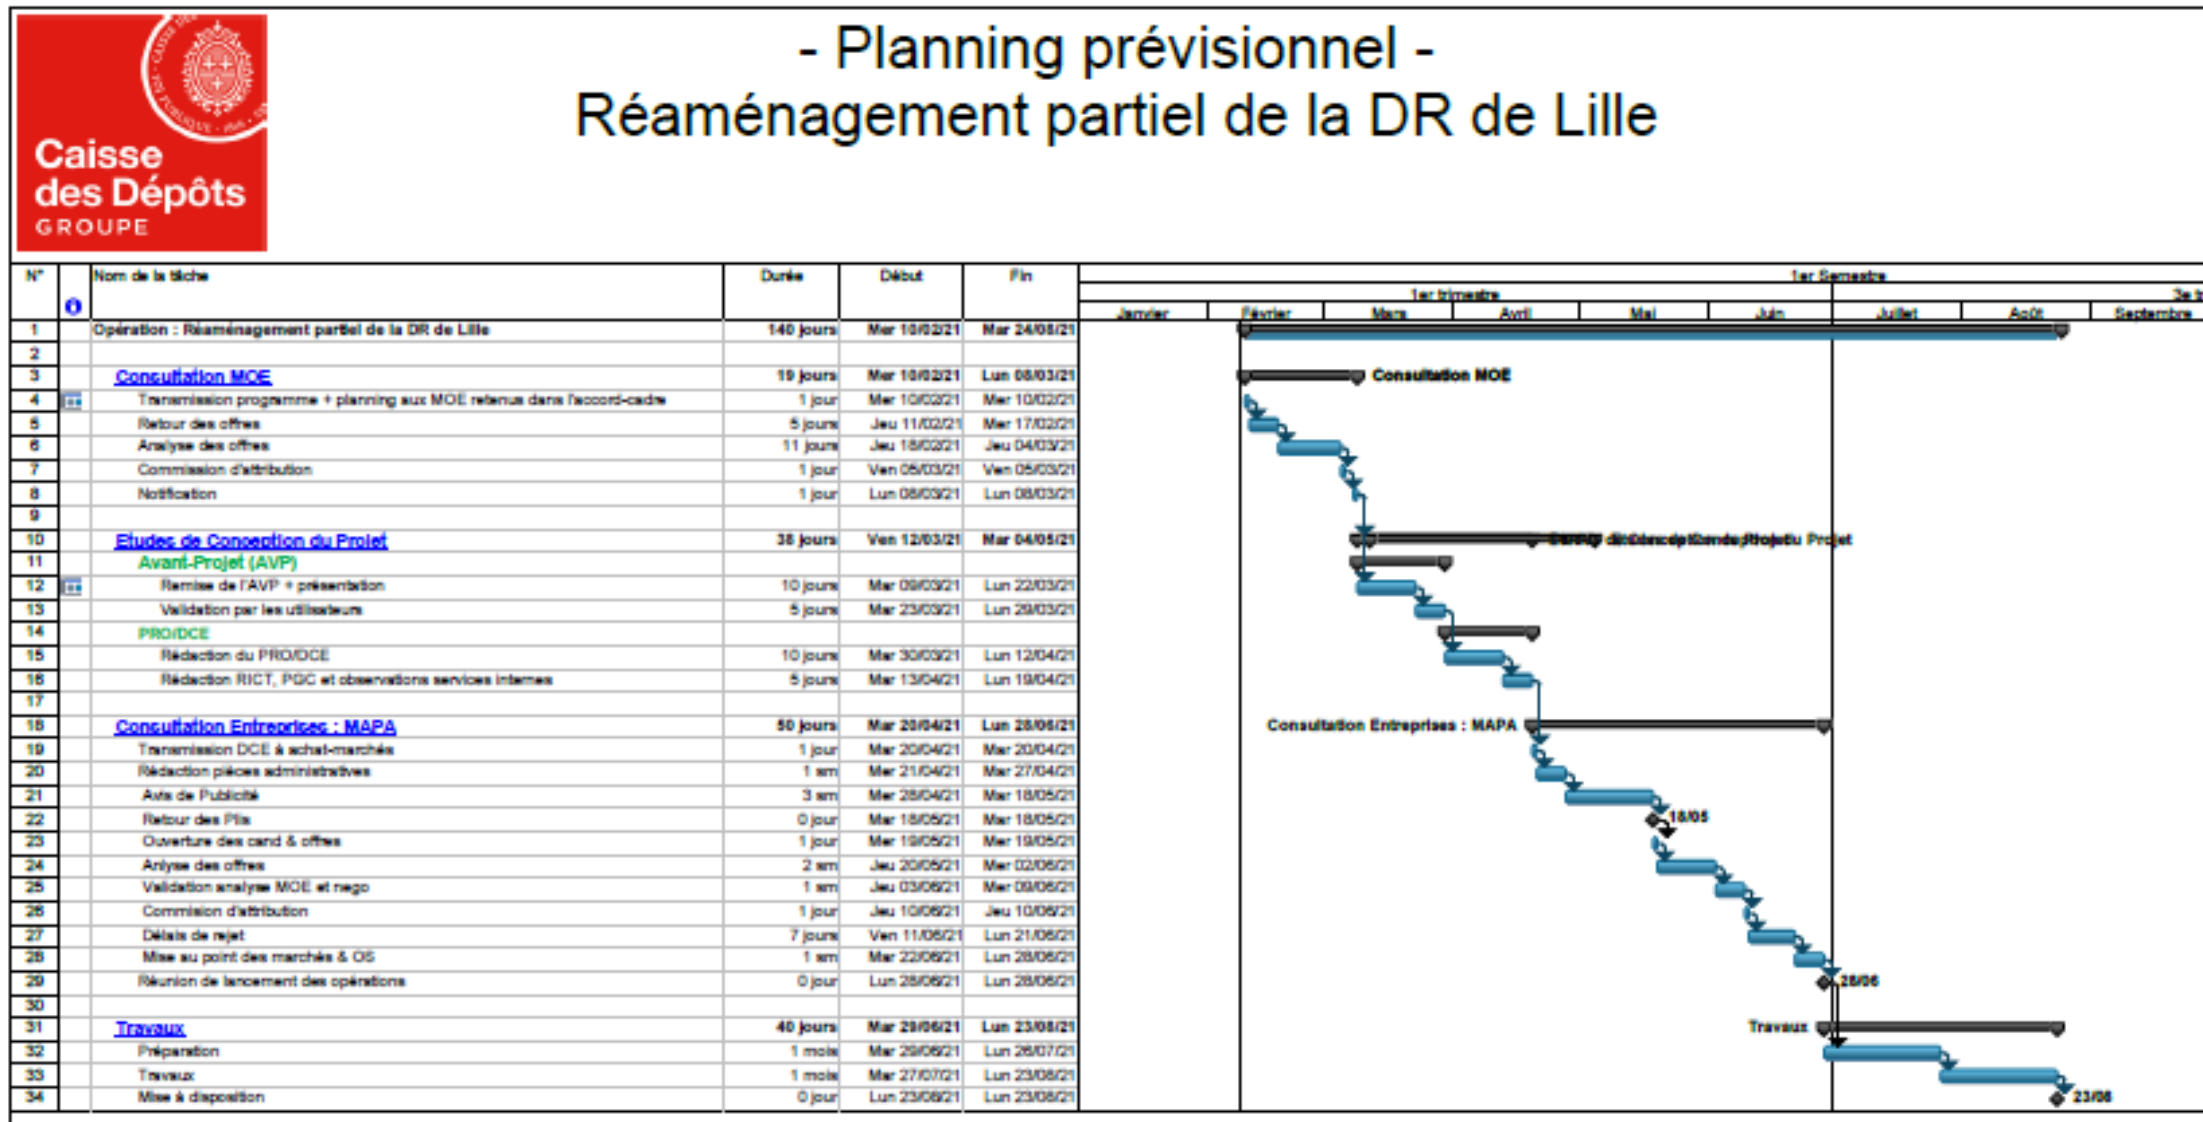 - Planning prévisionnel -
Réaménagement partiel de la DR de Lille
Caisse
des Dépôts
GROUPE
N° Nom de la tâche Durée Début Fin 1er Semestre
1er trimestre 3e t
Janvier Février Mars Avril Mai Juin Juillet Août Septembre
1 Opération : Réaménagement partiel de la DR de Lille 140 jours Mer 10/02/21 Mar 24/08/21
2
3 Consultation MOE 19 jours Mer 10/02/21 Lun 08/03/21 Consultation MOE
4 Transmission programme + planning aux MOE retenus dans l'accord-cadre 1 jour Mer 10/02/21 Mer 10/02/21
5 Retour des offres 5 jours Jeu 11/02/21 Mer 17/02/21
6 Analyse des offres 11 jours Jeu 18/02/21 Jeu 04/03/21
7 Commission d'attribution 1 jour Ven 05/03/21 Ven 05/03/21
8 Notification 1 jour Lun 08/03/21 Lun 08/03/21
9
10 Etudes de Conception du Projet 38 jours Ven 12/03/21 Mar 04/05/21 du Projet
11 Avant-Projet (AVP)
12 Remise de l'AVP + présentation 10 jours Mar 09/03/21 Lun 22/03/21
13 Validation par les utilisateurs 5 jours Mar 23/03/21 Lun 29/03/21
14 PRO/DCE
15 Rédaction du PRO/DCE 10 jours Mar 30/03/21 Lun 12/04/21
16 Rédaction RICT, PGC et observations services internes 5 jours Mar 13/04/21 Lun 19/04/21
17
18 Consultation Entreprises : MAPA 50 jours Mar 20/04/21 Lun 28/06/21 Consultation Entreprises : MAPA
19 Transmission DCE à achat-marchés 1 jour Mar 20/04/21 Mar 20/04/21
20 Rédaction pièces administratives 1 sm Mer 21/04/21 Mar 27/04/21
21 Avis de Publicité 3 sm Mer 28/04/21 Mar 18/05/21
22 Retour des Plis 0 jour Mar 18/05/21 Mar 18/05/21 18/05
23 Ouverture des cand & offres 1 jour Mer 19/05/21 Mer 19/05/21
24 Anlyse des offres 2 sm Jeu 20/05/21 Mer 02/06/21
25 Validation analyse MOE et nego 1 sm Jeu 03/06/21 Mer 09/06/21
26 Commision d'attribution 1 jour Jeu 10/06/21 Jeu 10/06/21
27 Délais de rejet 7 jours Ven 11/06/21 Lun 21/06/21
28 Mise au point des marchés & OS 1 sm Mar 22/06/21 Lun 28/06/21
29 Réunion de lancement des opérations 0 jour Lun 28/06/21 Lun 28/06/21 28/06
30
31 Travaux 40 jours Mar 29/06/21 Lun 23/08/21 Travaux
32 Préparation 1 mois Mar 29/06/21 Lun 26/07/21
33 Travaux 1 mois Mar 27/07/21 Lun 23/08/21
34 Mise à disposition 0 jour Lun 23/08/21 Lun 23/08/21 23/08